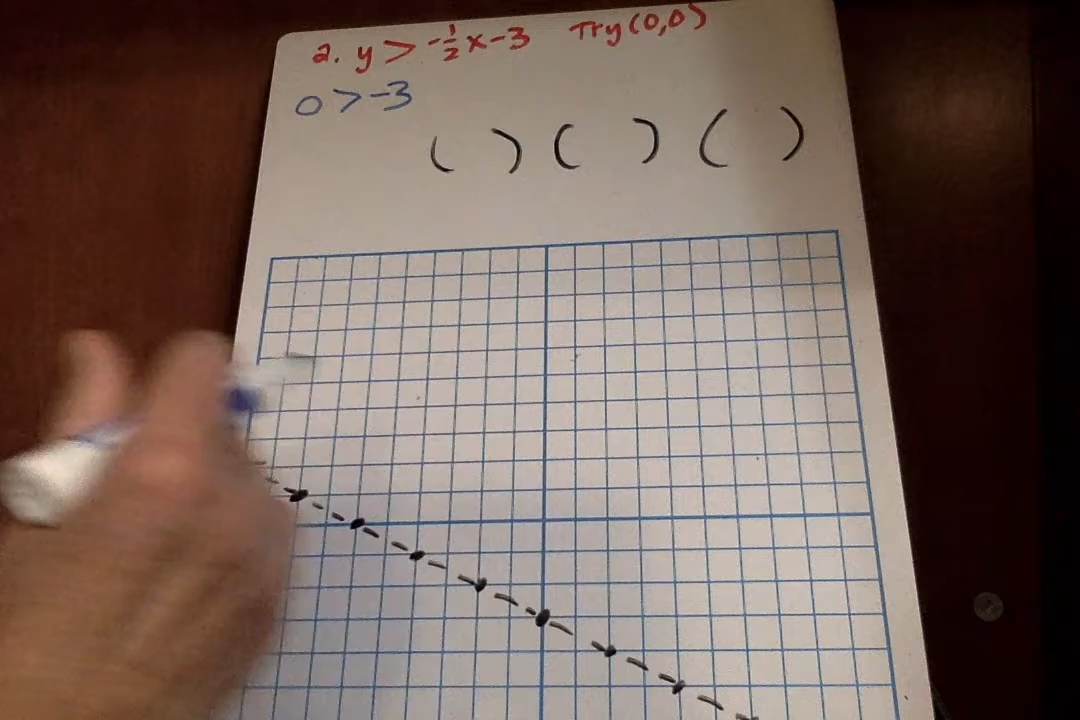 2. y > -½x-3 Try (0,0)
0 > -3
( ) ( ) ( )